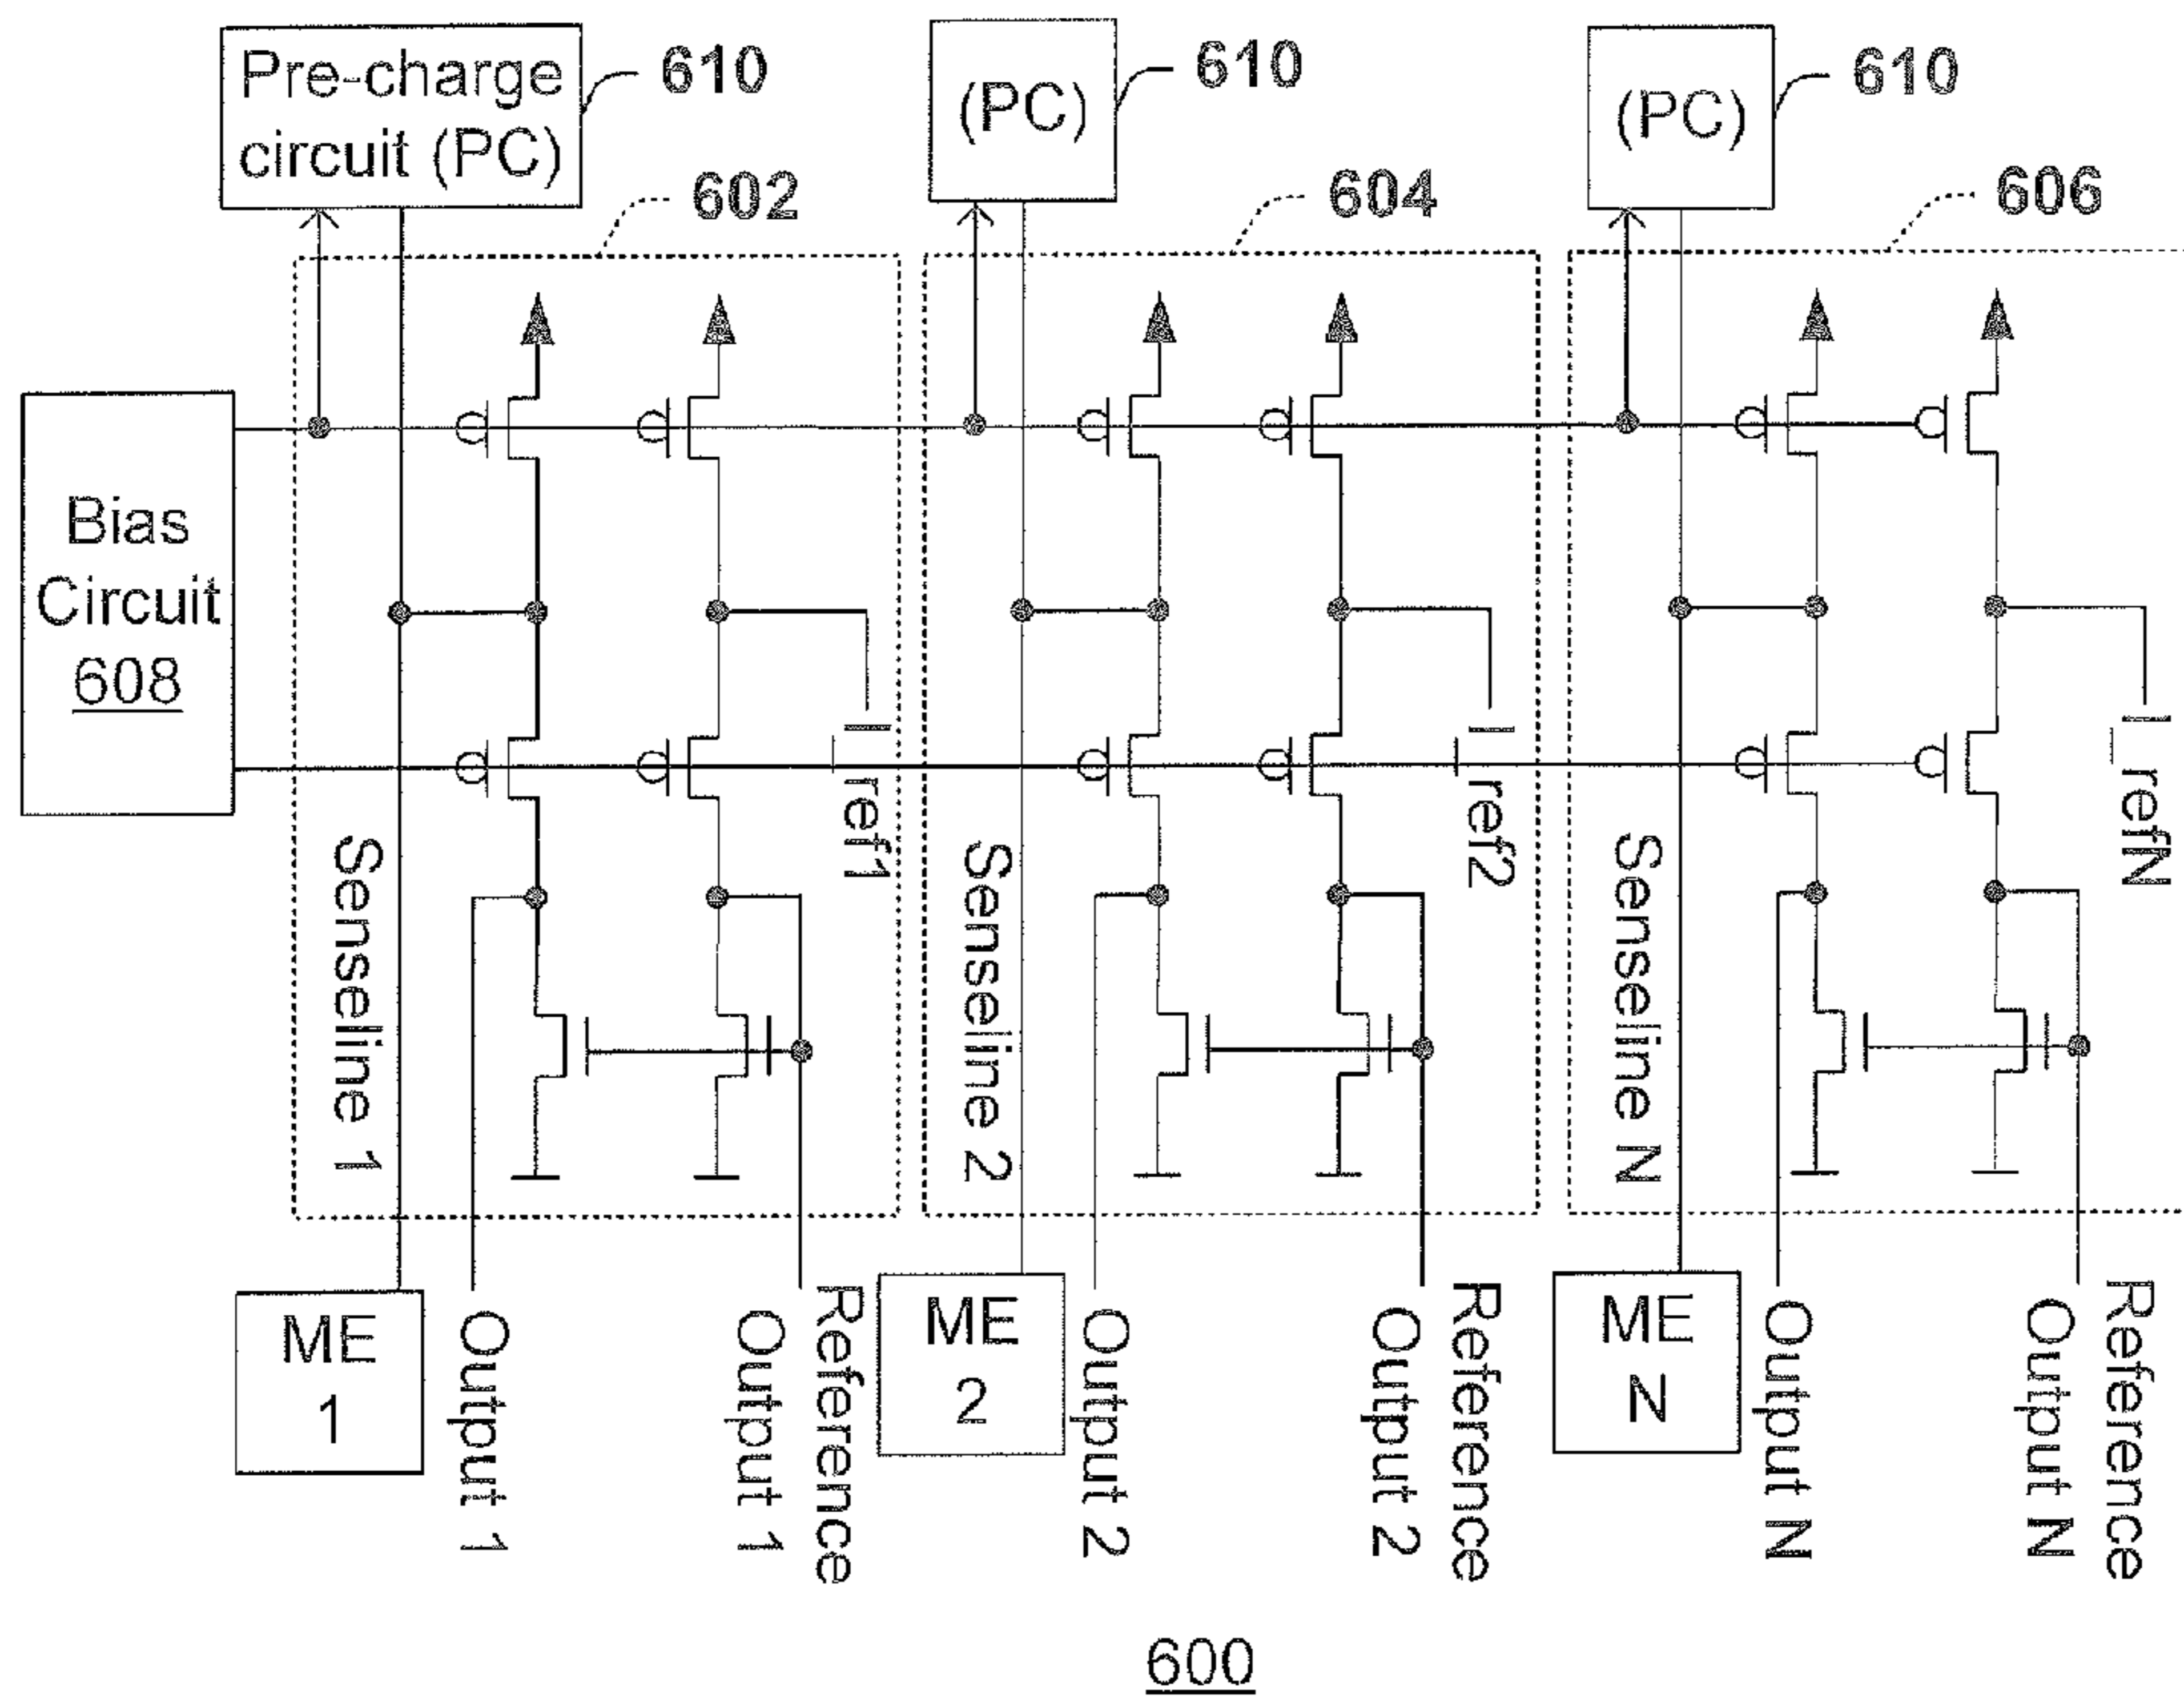 Pre-charge
circuit (PC)
610
(PC)
610
(PC)
610
602
604
606
Bias
Circuit
608
I_ref1
I_ref2
I_refN
Senseline 1
Senseline 2
Senseline N
ME
1
Output 1
Reference
Output 1
ME
2
Output 2
Reference
Output 2
ME
N
Output N
Reference
Output N
600